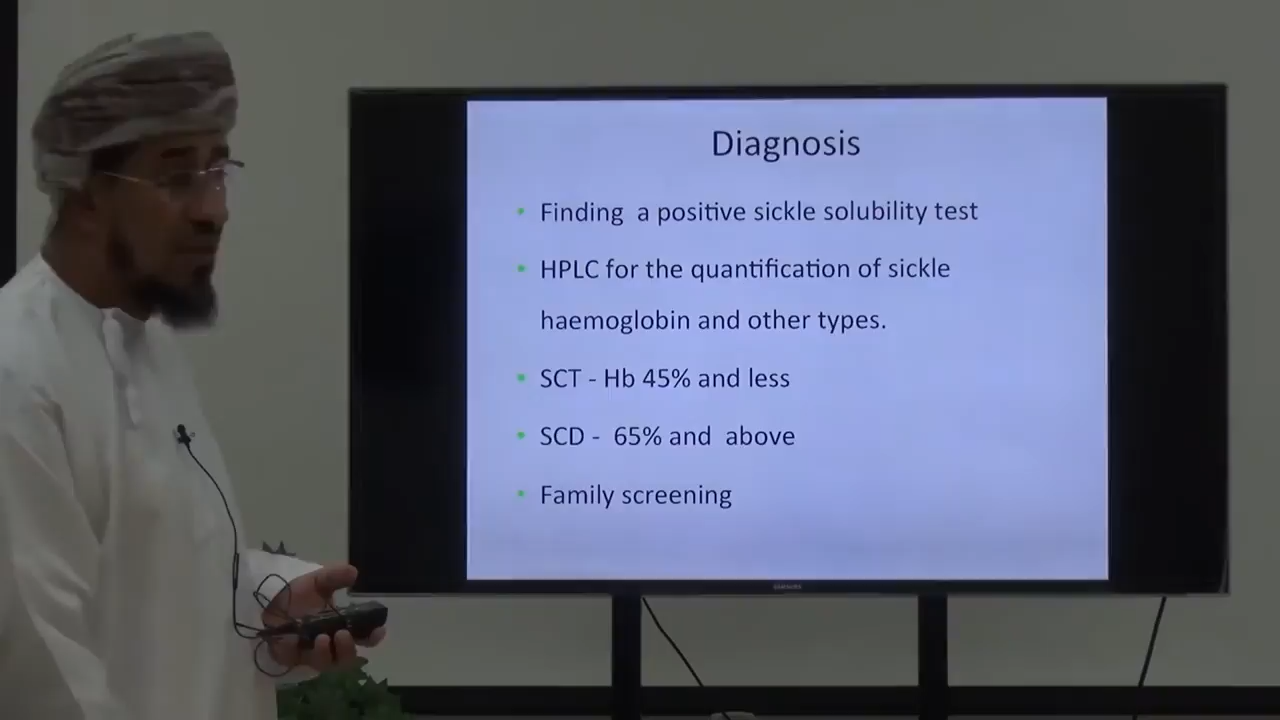 Diagnosis
• Finding a positive sickle solubility test
• HPLC for the quantification of sickle
haemoglobin and other types.
• SCT - Hb 45% and less
• SCD - 65% and above
• Family screening
SAMSUNG